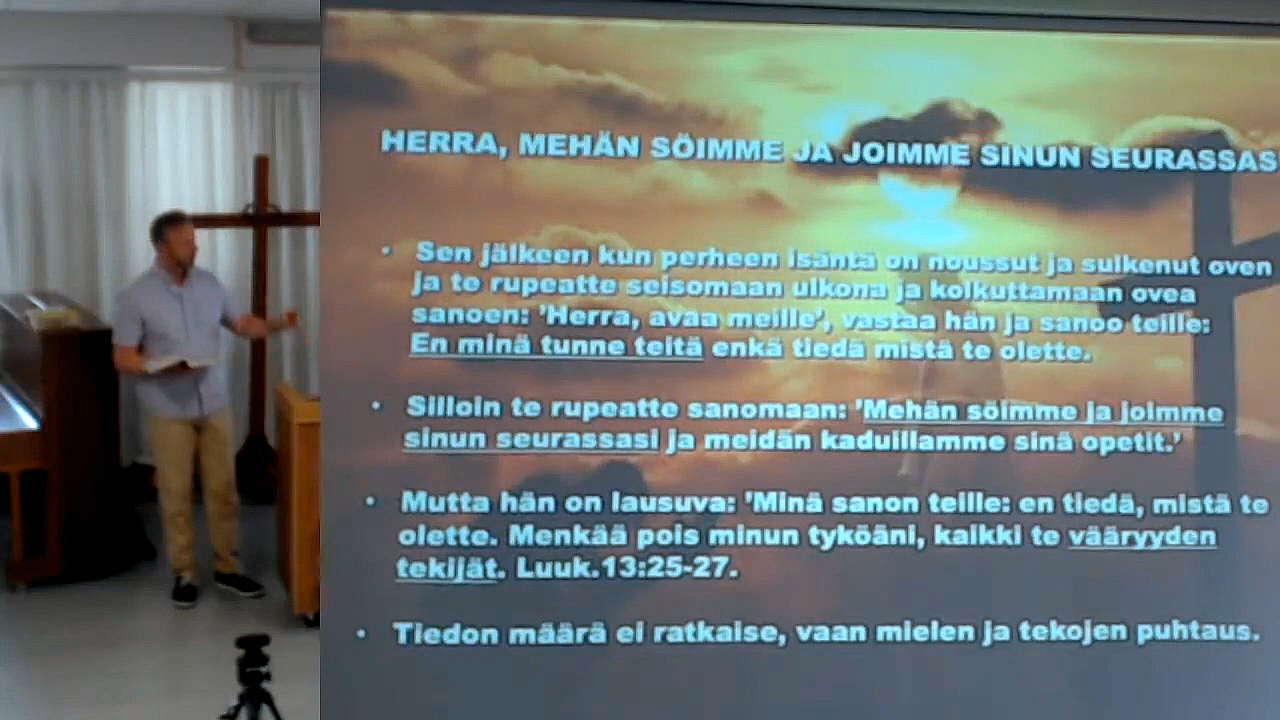 HERRA, MEHÄN SÖIMME JA JOIMME SINUN SEURASSAS
• Sen jälkeen kun perheen isäntä on noussut ja sulkenut oven
ja te rupeatte seisomaan ulkona ja kolkuttamaan ovea
sanoen: 'Herra, avaa meille', vastaa hän ja sanoo teille:
En minä tunne teitä enkä tiedä mistä te olette.
• Silloin te rupeatte sanomaan: 'Mehän söimme ja joimme
sinun seurassasi ja meidän kaduillamme sinä opetit.'
• Mutta hän on lausuva: 'Minä sanon teille: en tiedä, mistä te
olette. Menkää pois minun tyköäni, kaikki te vääryyden
tekijät. Luuk.13:25-27.
• Tiedon määrä ei ratkaise, vaan mielen ja tekojen puhtaus.